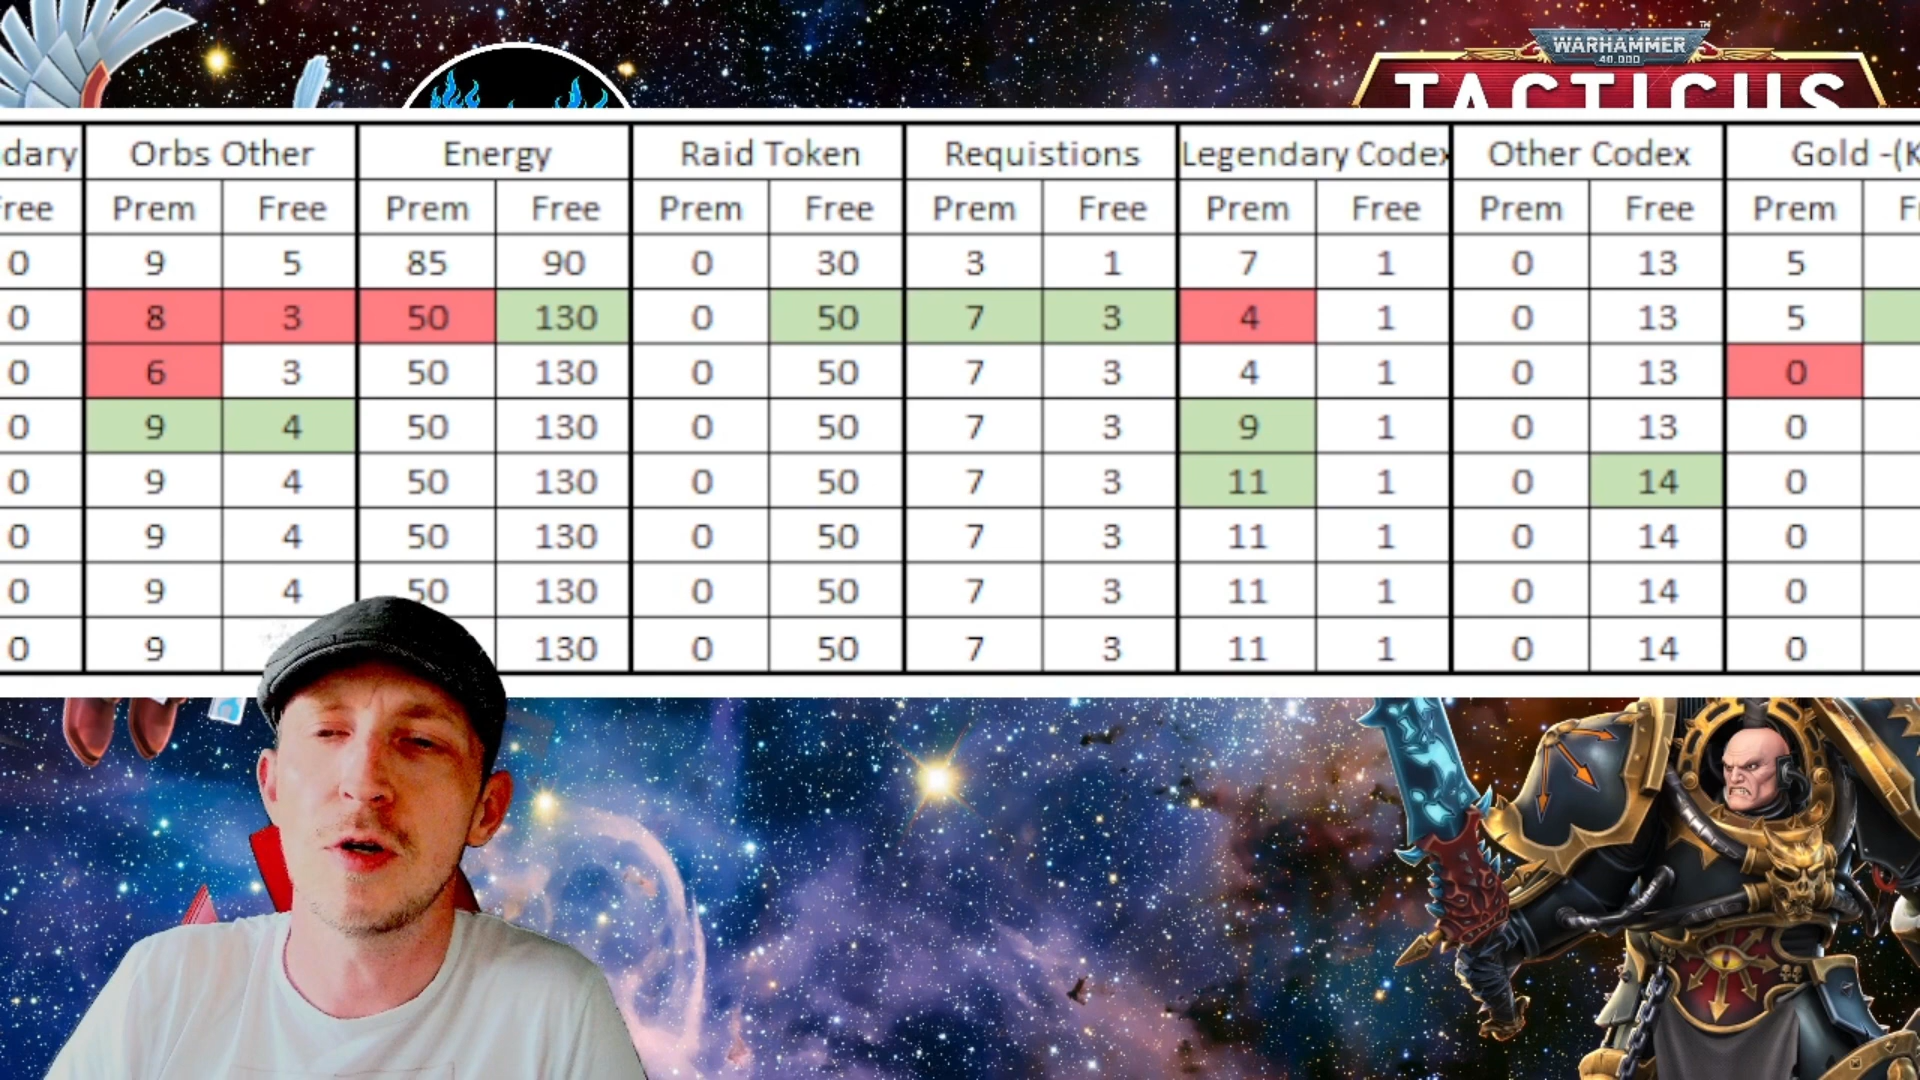 WARHAMMER
40,000
TACTICUS
TM
dary Orbs Other Energy Raid Token Requistions Legendary Codex Other Codex Gold -(K
Free Prem Free Prem Free Prem Free Prem Free Prem Free Prem Free Prem F
0 9 5 85 90 0 30 3 1 7 1 0 13 5
0 8 3 50 130 0 50 7 3 4 1 0 13 5
0 6 3 50 130 0 50 7 3 4 1 0 13 0
0 9 4 50 130 0 50 7 3 9 1 0 13 0
0 9 4 50 130 0 50 7 3 11 1 0 14 0
0 9 4 50 130 0 50 7 3 11 1 0 14 0
0 9 4 50 130 0 50 7 3 11 1 0 14 0
0 9 130 0 50 7 3 11 1 0 14 0